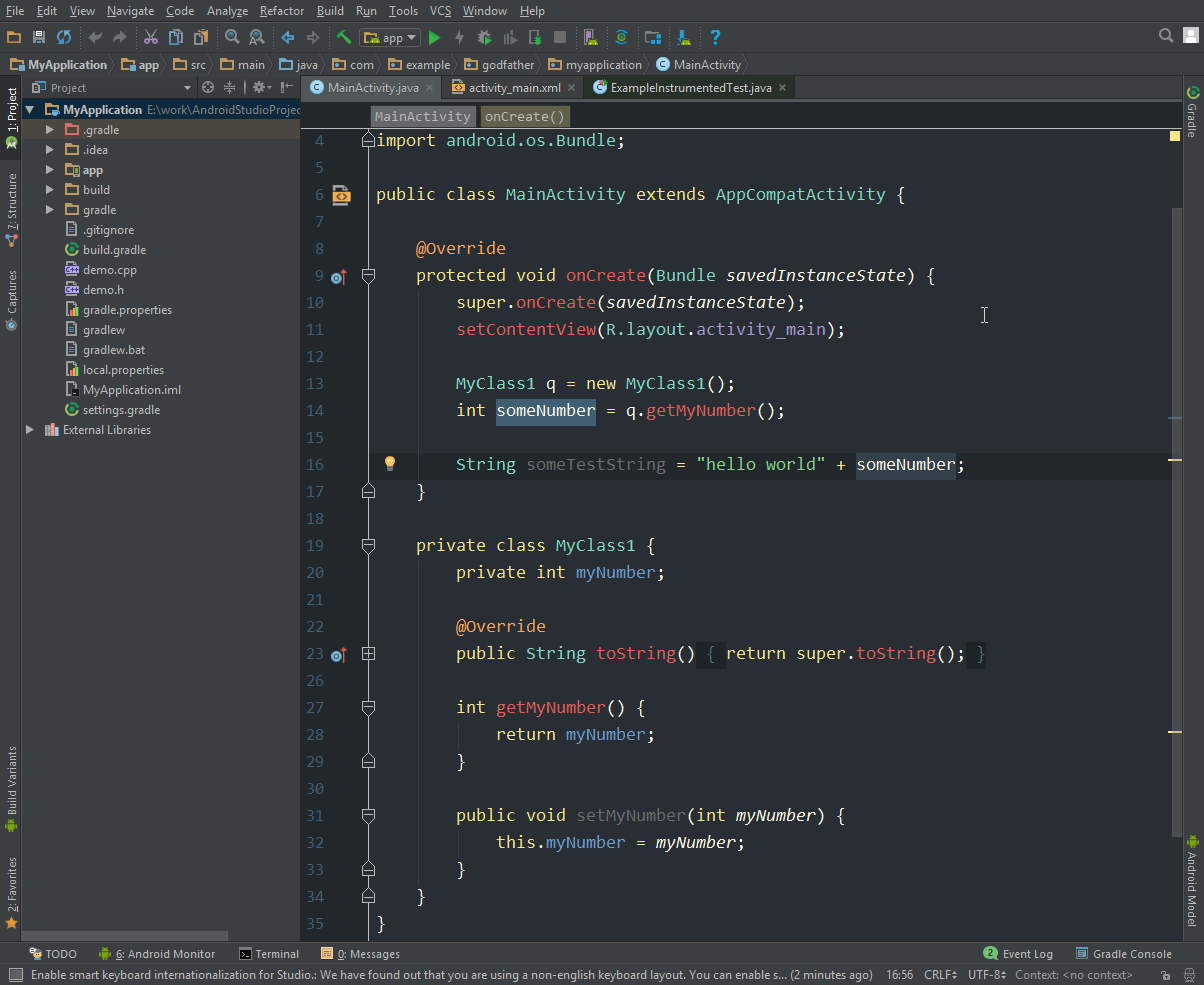 File Edit View Navigate Code Analyze Refactor Build Run Tools VCS Window Help
app
MyApplication app src main java com example godfather myapplication MainActivity
Project
MainActivity.java activity_main.xml ExampleInstrumentedTest.java
1: Project
7: Structure
Captures
Build Variants
2: Favorites
MyApplication E:\work\AndroidStudioProjec
.gradle
.idea
app
build
gradle
.gitignore
build.gradle
demo.cpp
demo.h
gradle.properties
gradlew
gradlew.bat
local.properties
MyApplication.iml
settings.gradle
External Libraries
MainActivity onCreate()
4 import android.os.Bundle;
5
6 public class MainActivity extends AppCompatActivity {
7
8 @Override
9 protected void onCreate(Bundle savedInstanceState) {
10 super.onCreate(savedInstanceState);
11 setContentView(R.layout.activity_main);
12
13 MyClass1 q = new MyClass1();
14 int someNumber = q.getMyNumber();
15
16 String someTestString = "hello world" + someNumber;
17 }
18
19 private class MyClass1 {
20 private int myNumber;
21
22 @Override
23 public String toString() { return super.toString(); }
26
27 int getMyNumber() {
28 return myNumber;
29 }
30
31 public void setMyNumber(int myNumber) {
32 this.myNumber = myNumber;
33 }
34 }
35 }
Gradle
Android Model
TODO 6: Android Monitor Terminal 0: Messages 2 Event Log Gradle Console
Enable smart keyboard internationalization for Studio.: We have found out that you are using a non-english keyboard layout. You can enable s... (2 minutes ago) 16:56 CRLF UTF-8 Context: <no context>